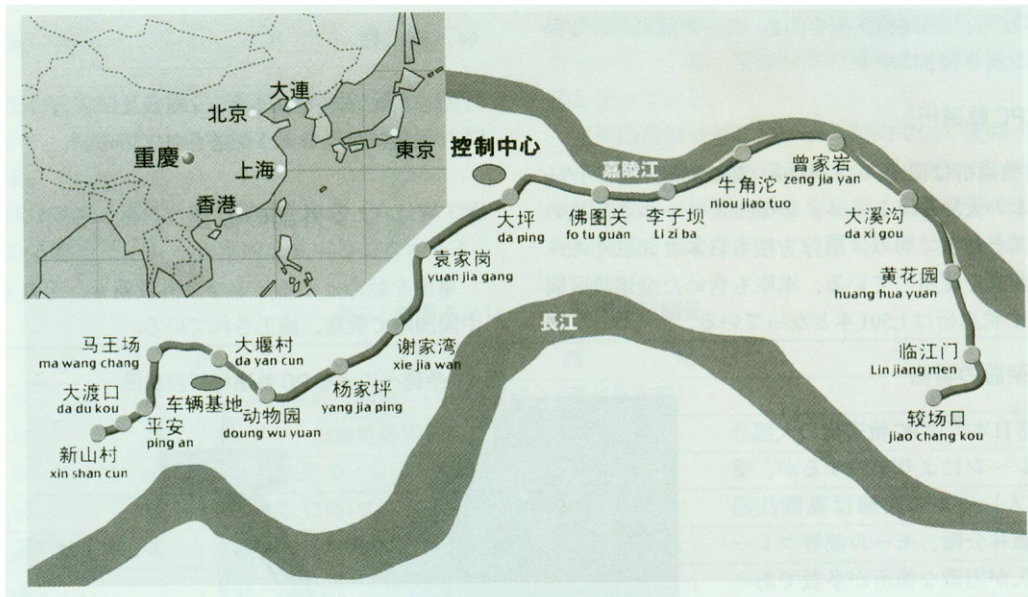 大連
北京
重慶
上海
東京
香港
控制中心
嘉陵江
長江
曾家岩
zeng jia yan
牛角沱
niou jiao tuo
李子坝
Li zi ba
佛图关
fo tu guan
大坪
da ping
大溪沟
da xi gou
袁家岗
yuan jia gang
黄花园
huang hua yuan
临江门
Lin jiang men
较场口
jiao chang kou
谢家湾
xie jia wan
杨家坪
yang jia ping
动物园
doung wu yuan
大堰村
da yan cun
车辆基地
马王场
ma wang chang
大渡口
da du kou
平安
ping an
新山村
xin shan cun